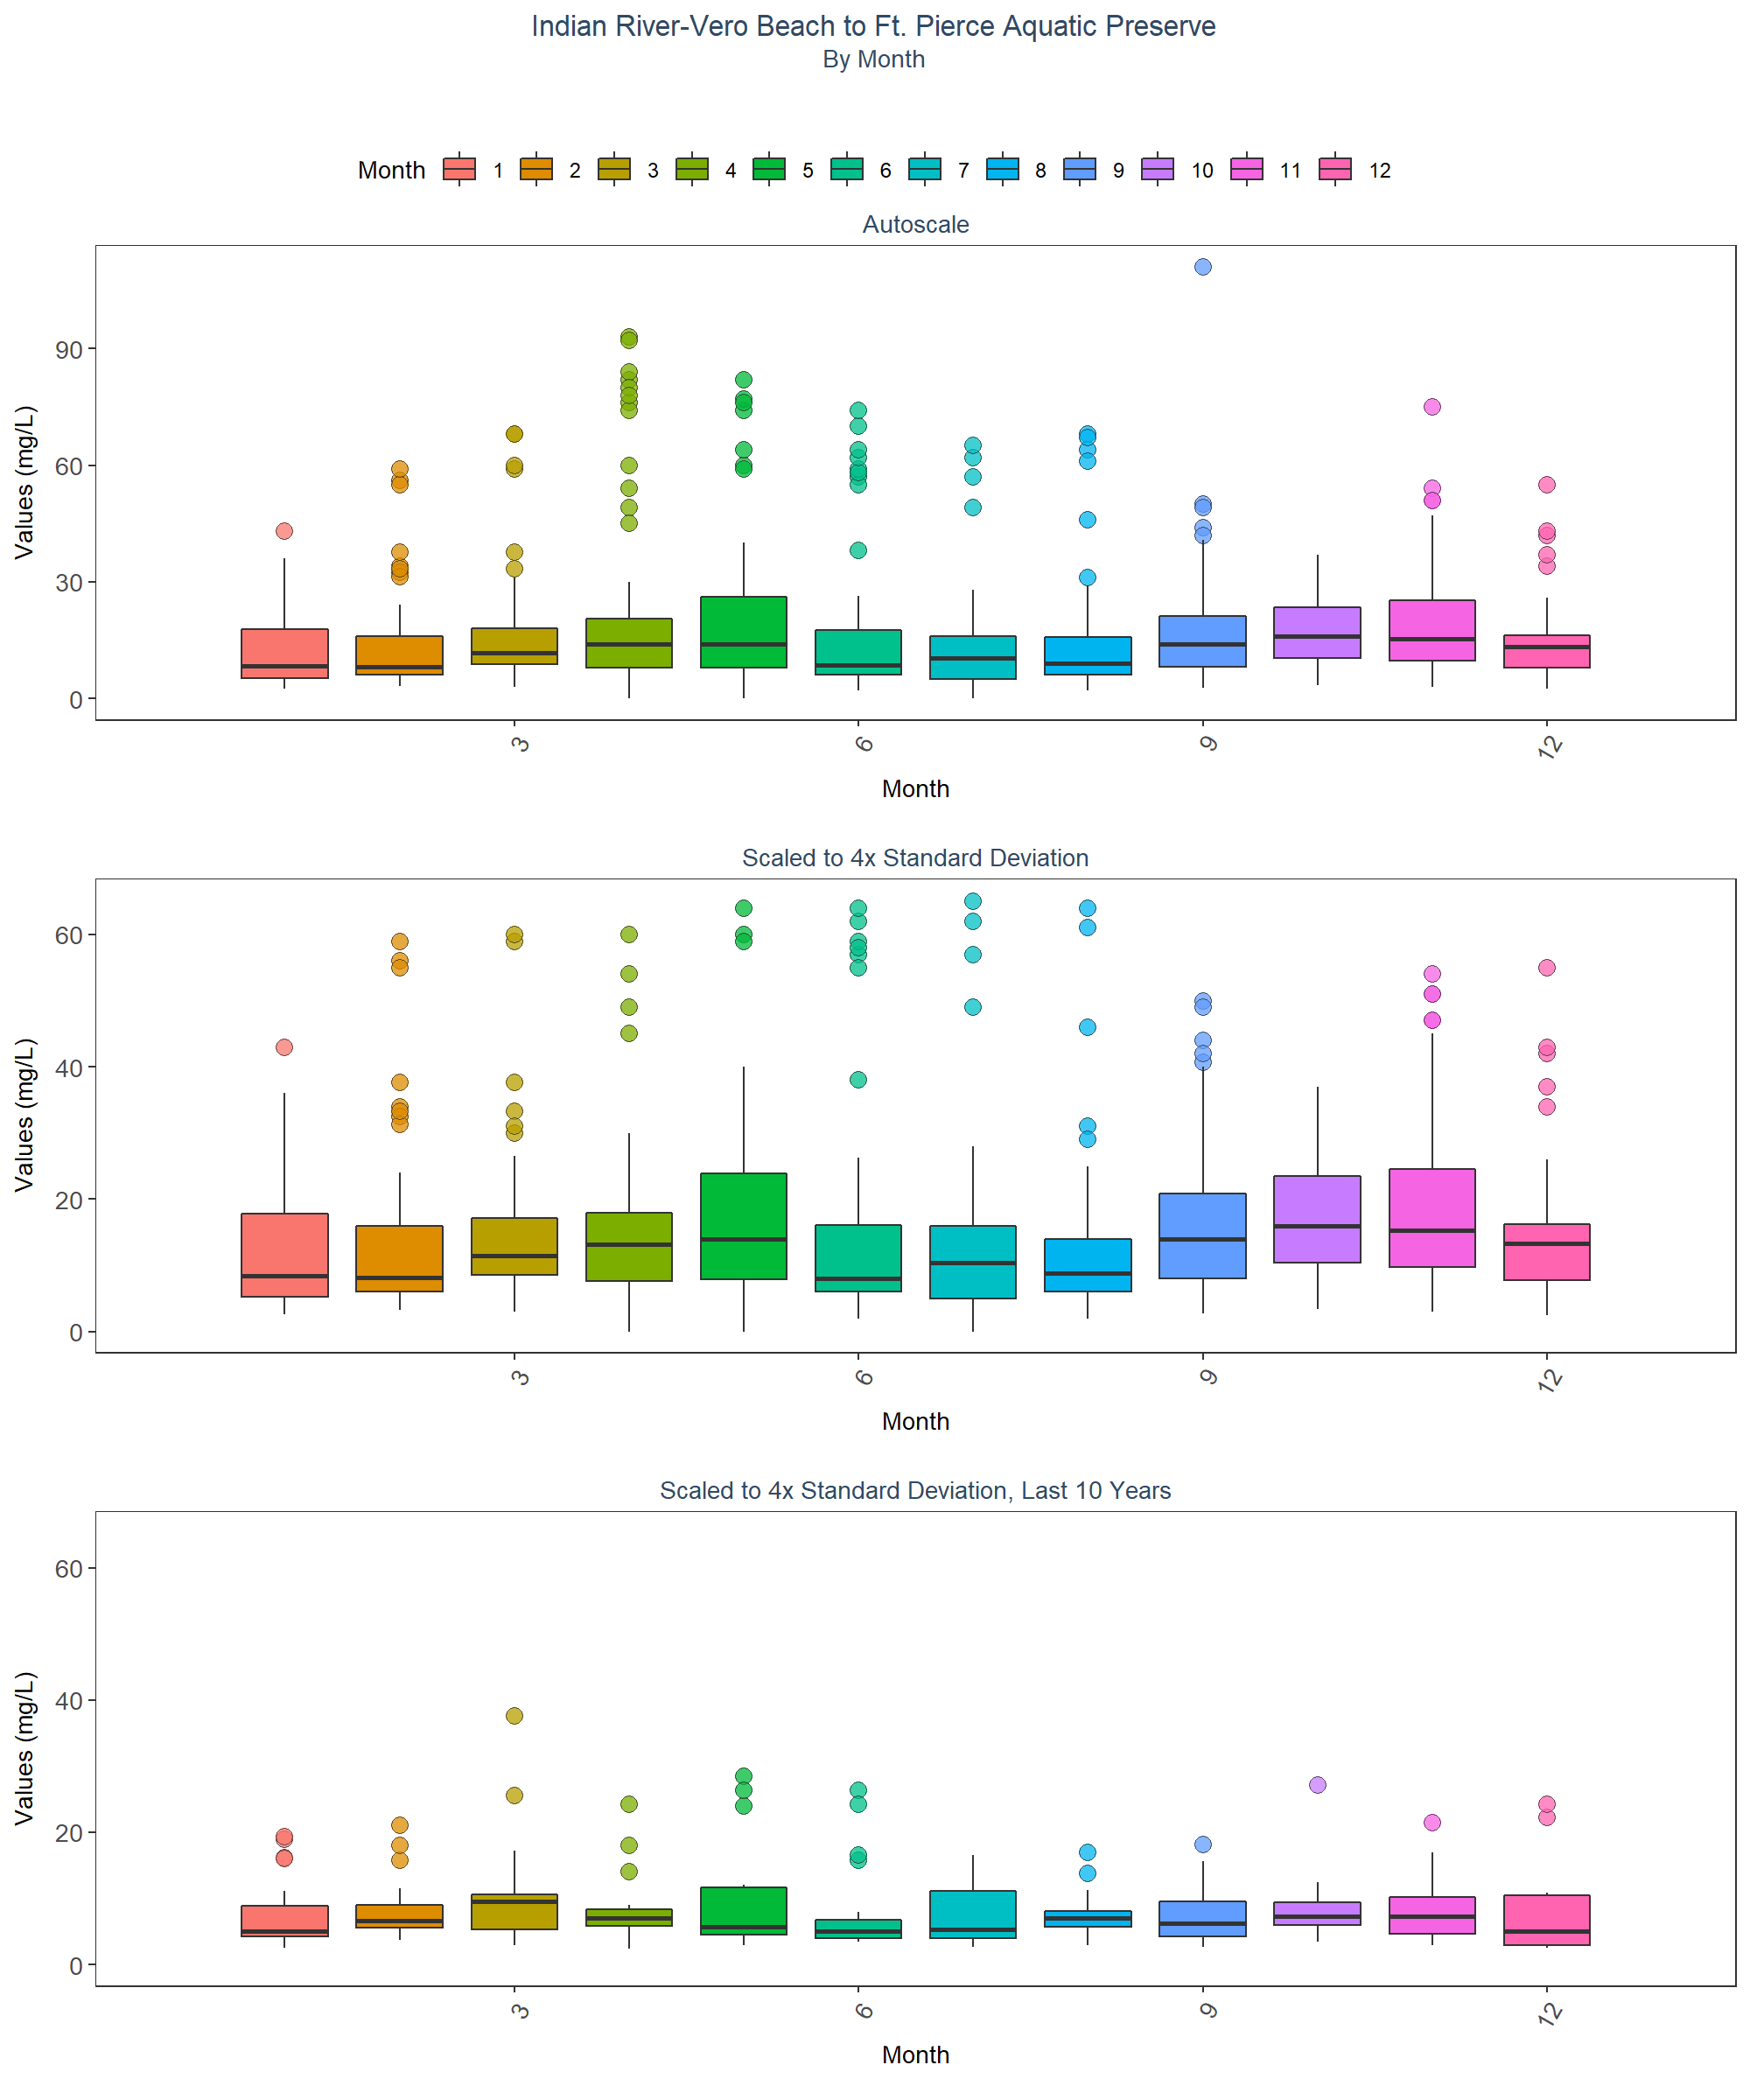 Indian River-Vero Beach to Ft. Pierce Aquatic Preserve
By Month
Month 1 2 3 4 5 6 7 8 9 10 11 12
Autoscale
Values (mg/L)
90
60
30
0
3 6 9 12
Month
Scaled to 4x Standard Deviation
Values (mg/L)
60
40
20
0
3 6 9 12
Month
Scaled to 4x Standard Deviation, Last 10 Years
Values (mg/L)
60
40
20
0
3 6 9 12
Month